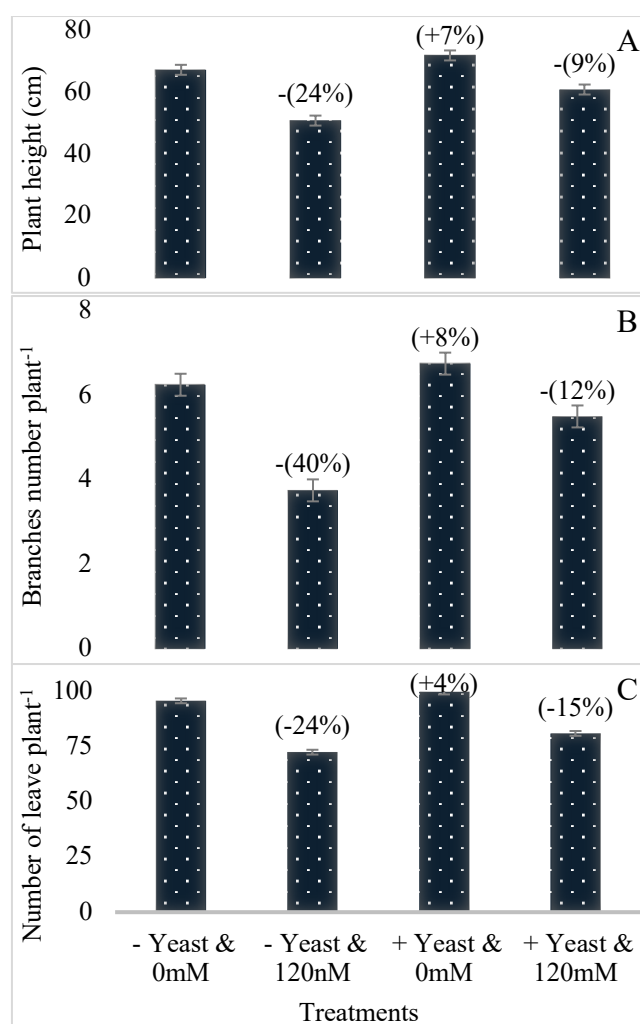 80
(+7%)
A
-(9%)
60
-(24%)
40
20
0
Plant height (cm)
8
B
(+8%)
-(12%)
6
-(40%)
4
2
0
Branches number plant⁻¹
100
(+4%)
C
(-15%)
75
(-24%)
50
25
0
Number of leave plant⁻¹
- Yeast & - Yeast & + Yeast & + Yeast &
0mM 120nM 0mM 120mM
Treatments